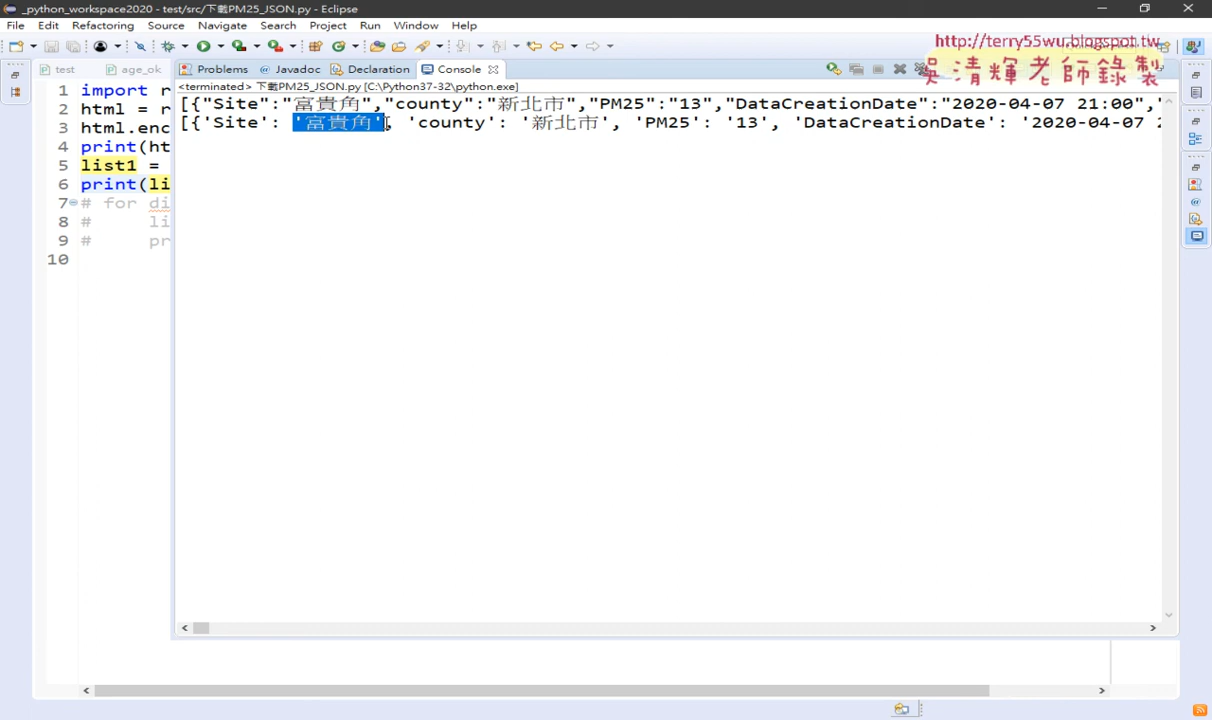 _python_workspace2020 - test/src/下載PM25_JSON.py - Eclipse
File Edit Refactoring Source Navigate Search Project Run Window Help
http://terry55wu.blogspot.tw
吳清輝老師錄製
test age_ok Problems Javadoc Declaration Console
<terminated> 下載PM25_JSON.py [C:\Python37-32\python.exe]
1 import r
2 html = r
3 html.enc
4 print(ht
5 list1 =
6 print(li
7 # for di
8 # li
9 # pr
10
[{"Site":"富貴角","county":"新北市","PM25":"13","DataCreationDate":"2020-04-07 21:00","
[{'Site': '富貴角', 'county': '新北市', 'PM25': '13', 'DataCreationDate': '2020-04-07 2